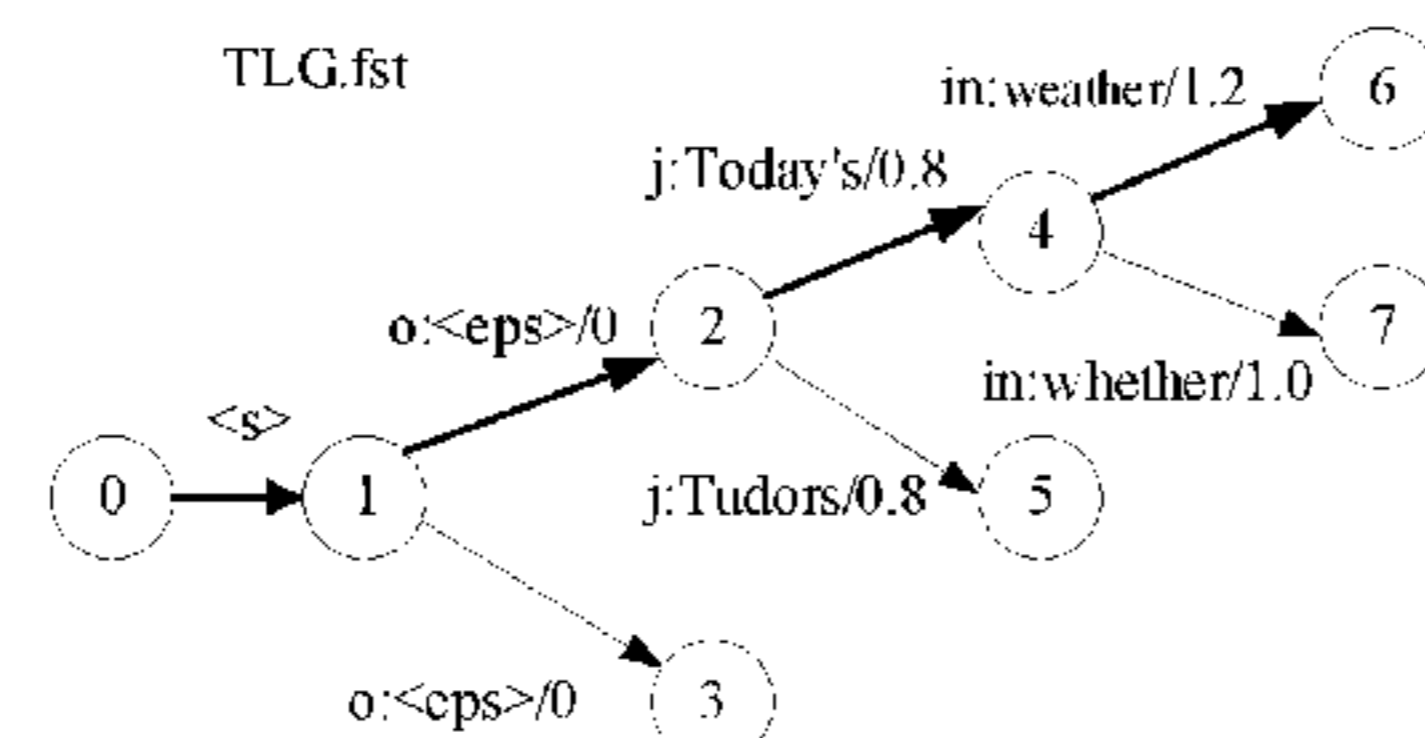 TLG.fst
in:weather/1.2
6
j:Today's/0.8
4
o:<eps>/0
2
7
in:whether/1.0
<s>
0
1
j:Tudors/0.8
5
o:<eps>/0
3